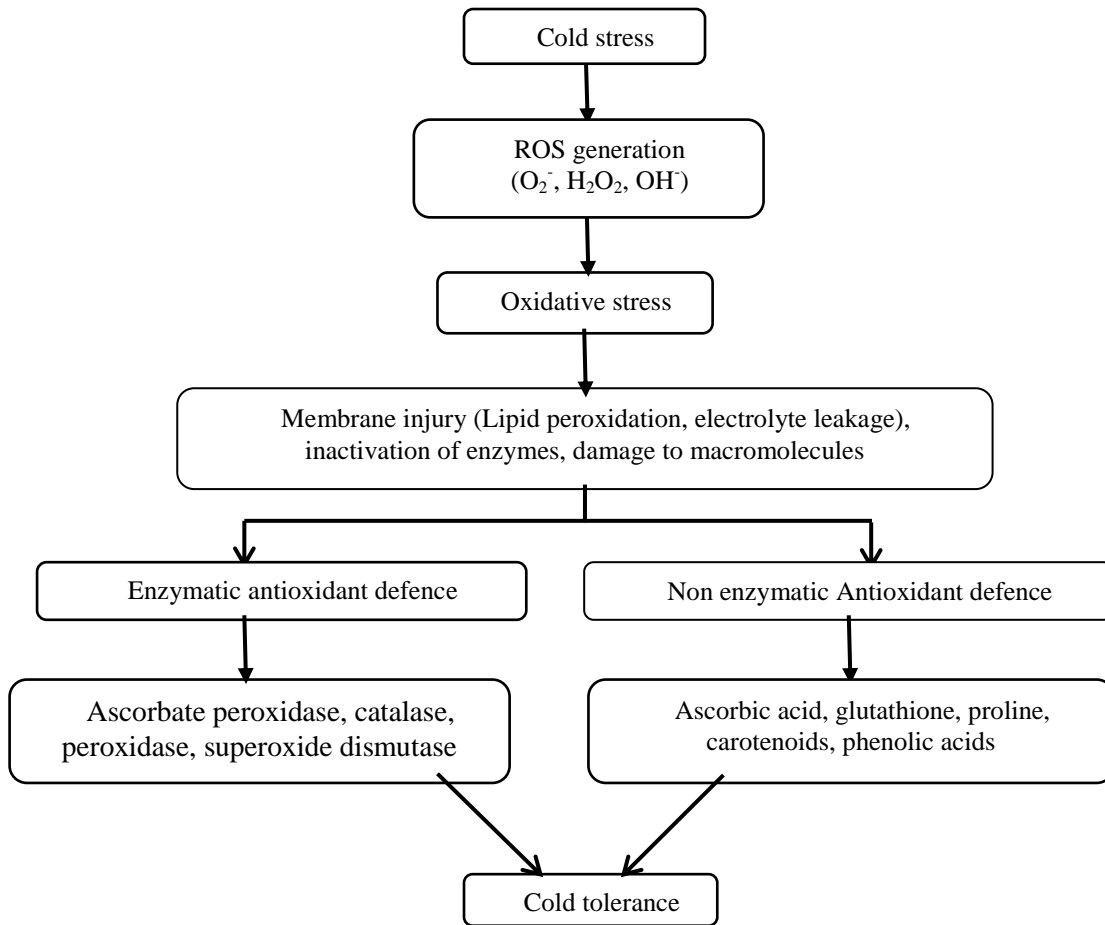 Cold stress
ROS generation
(O₂⁻, H₂O₂, OH⁻)
Oxidative stress
Membrane injury (Lipid peroxidation, electrolyte leakage),
inactivation of enzymes, damage to macromolecules
Enzymatic antioxidant defence
Non enzymatic Antioxidant defence
Ascorbate peroxidase, catalase,
peroxidase, superoxide dismutase
Ascorbic acid, glutathione, proline,
carotenoids, phenolic acids
Cold tolerance